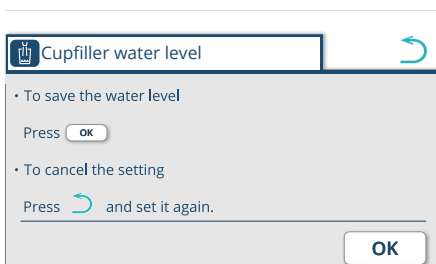 Cupfiller water level
• To save the water level
Press OK
• To cancel the setting
Press and set it again.
OK